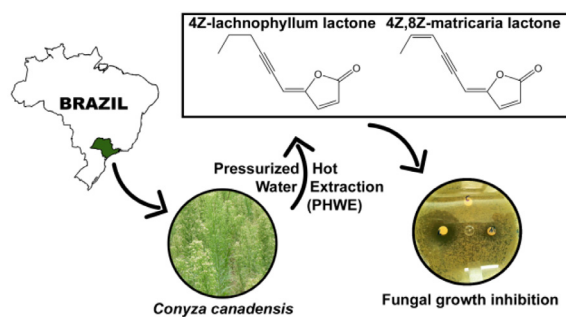 4Z-lachnophyllum lactone
4Z,8Z-matricaria lactone
O
O
O
O
BRAZIL
Pressurized Hot
Water Extraction
(PHWE)
Conyza canadensis
Fungal growth inhibition